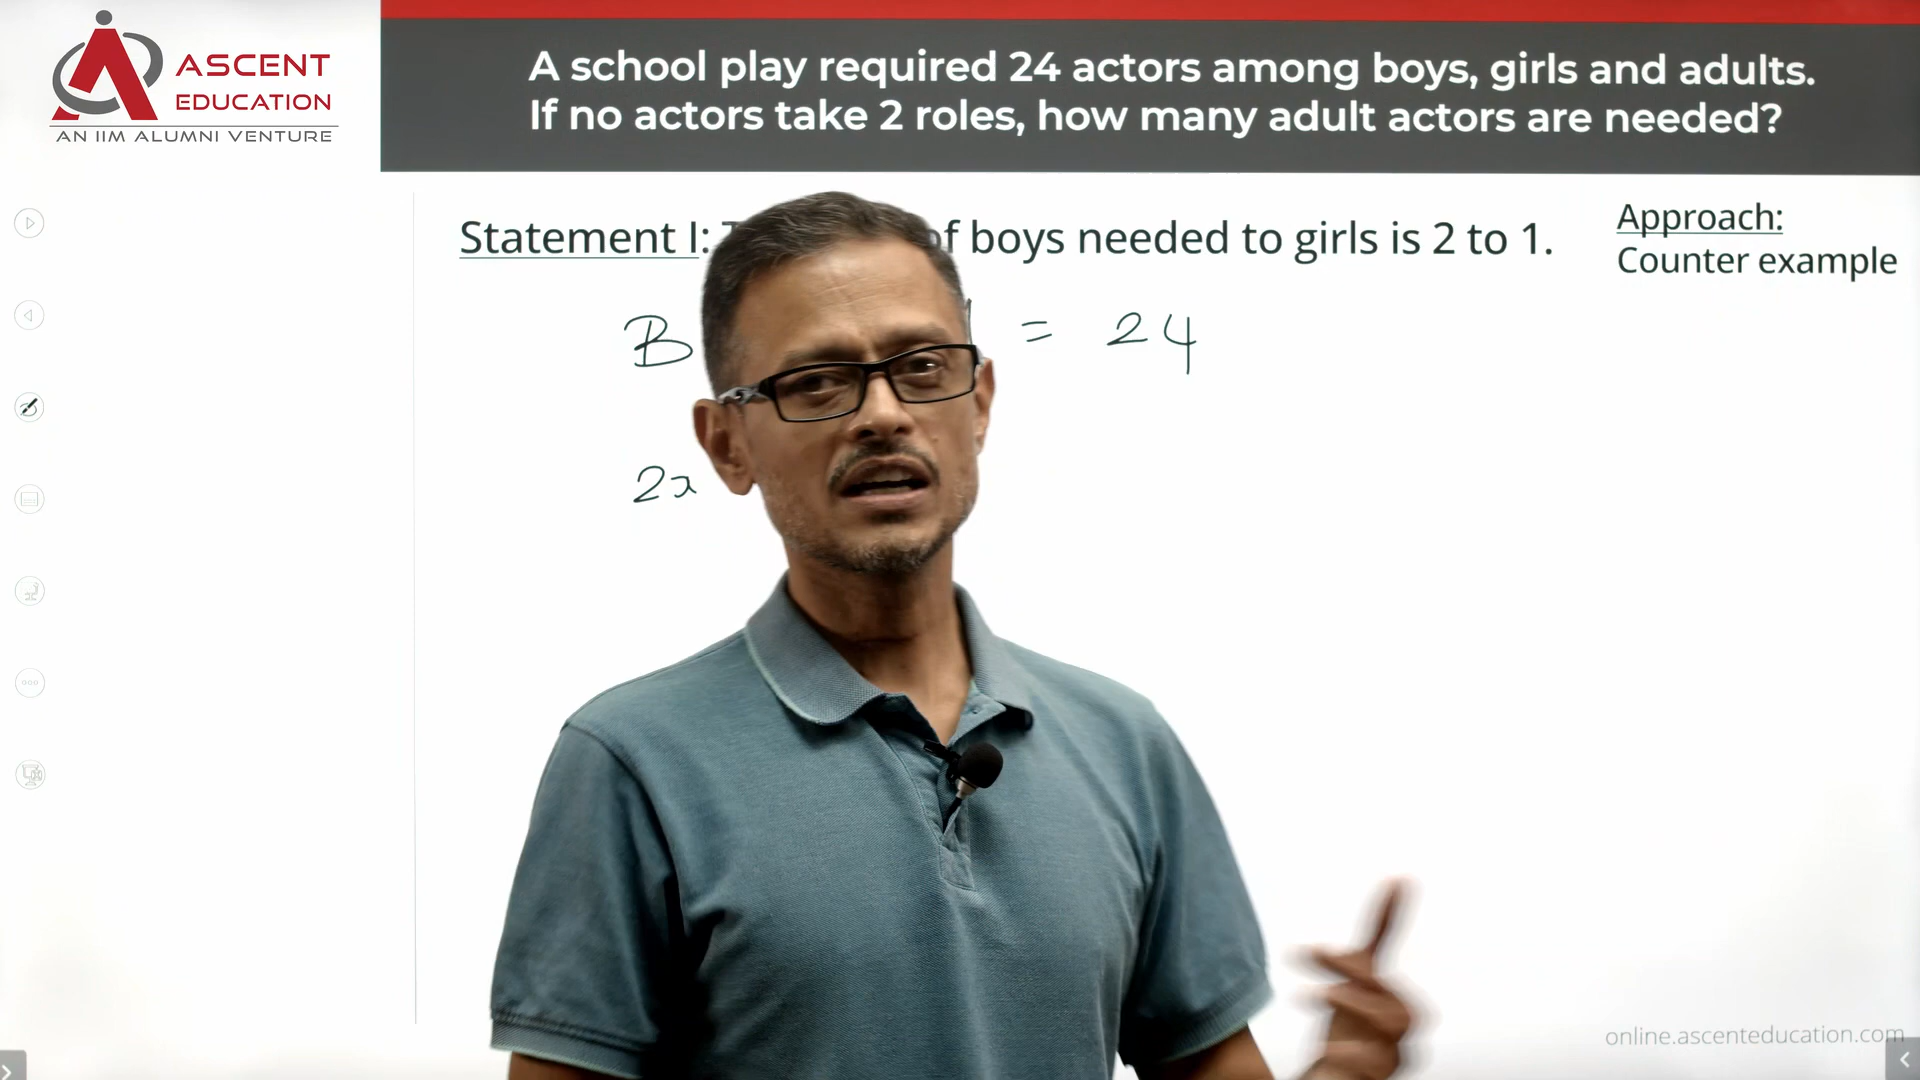 ASCENT
EDUCATION
AN IIM ALUMNI VENTURE
A school play required 24 actors among boys, girls and adults.
If no actors take 2 roles, how many adult actors are needed?
Statement I: of boys needed to girls is 2 to 1.
Approach:
Counter example
B = 24
2x
online.ascenteducation.com